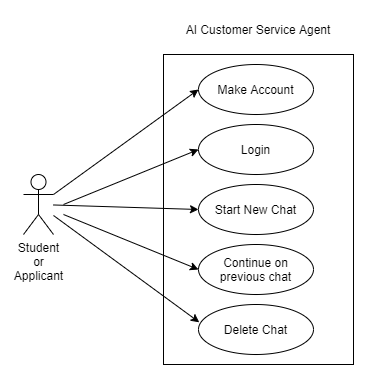 AI Customer Service Agent
Make Account
Login
Start New Chat
Student
or
Applicant
Continue on
previous chat
Delete Chat